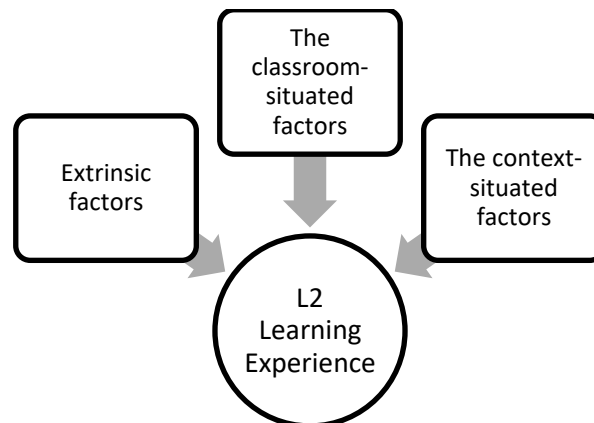 The
classroom-
situated
factors
Extrinsic
factors
The context-
situated
factors
L2
Learning
Experience